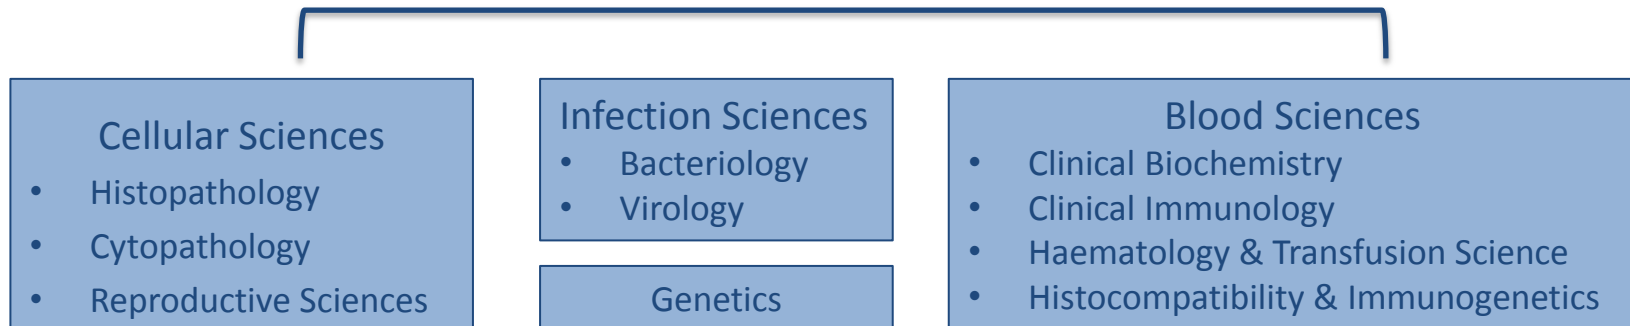 Cellular Sciences
• Histopathology
• Cytopathology
• Reproductive Sciences
Infection Sciences
• Bacteriology
• Virology
Genetics
Blood Sciences
• Clinical Biochemistry
• Clinical Immunology
• Haematology & Transfusion Science
• Histocompatibility & Immunogenetics